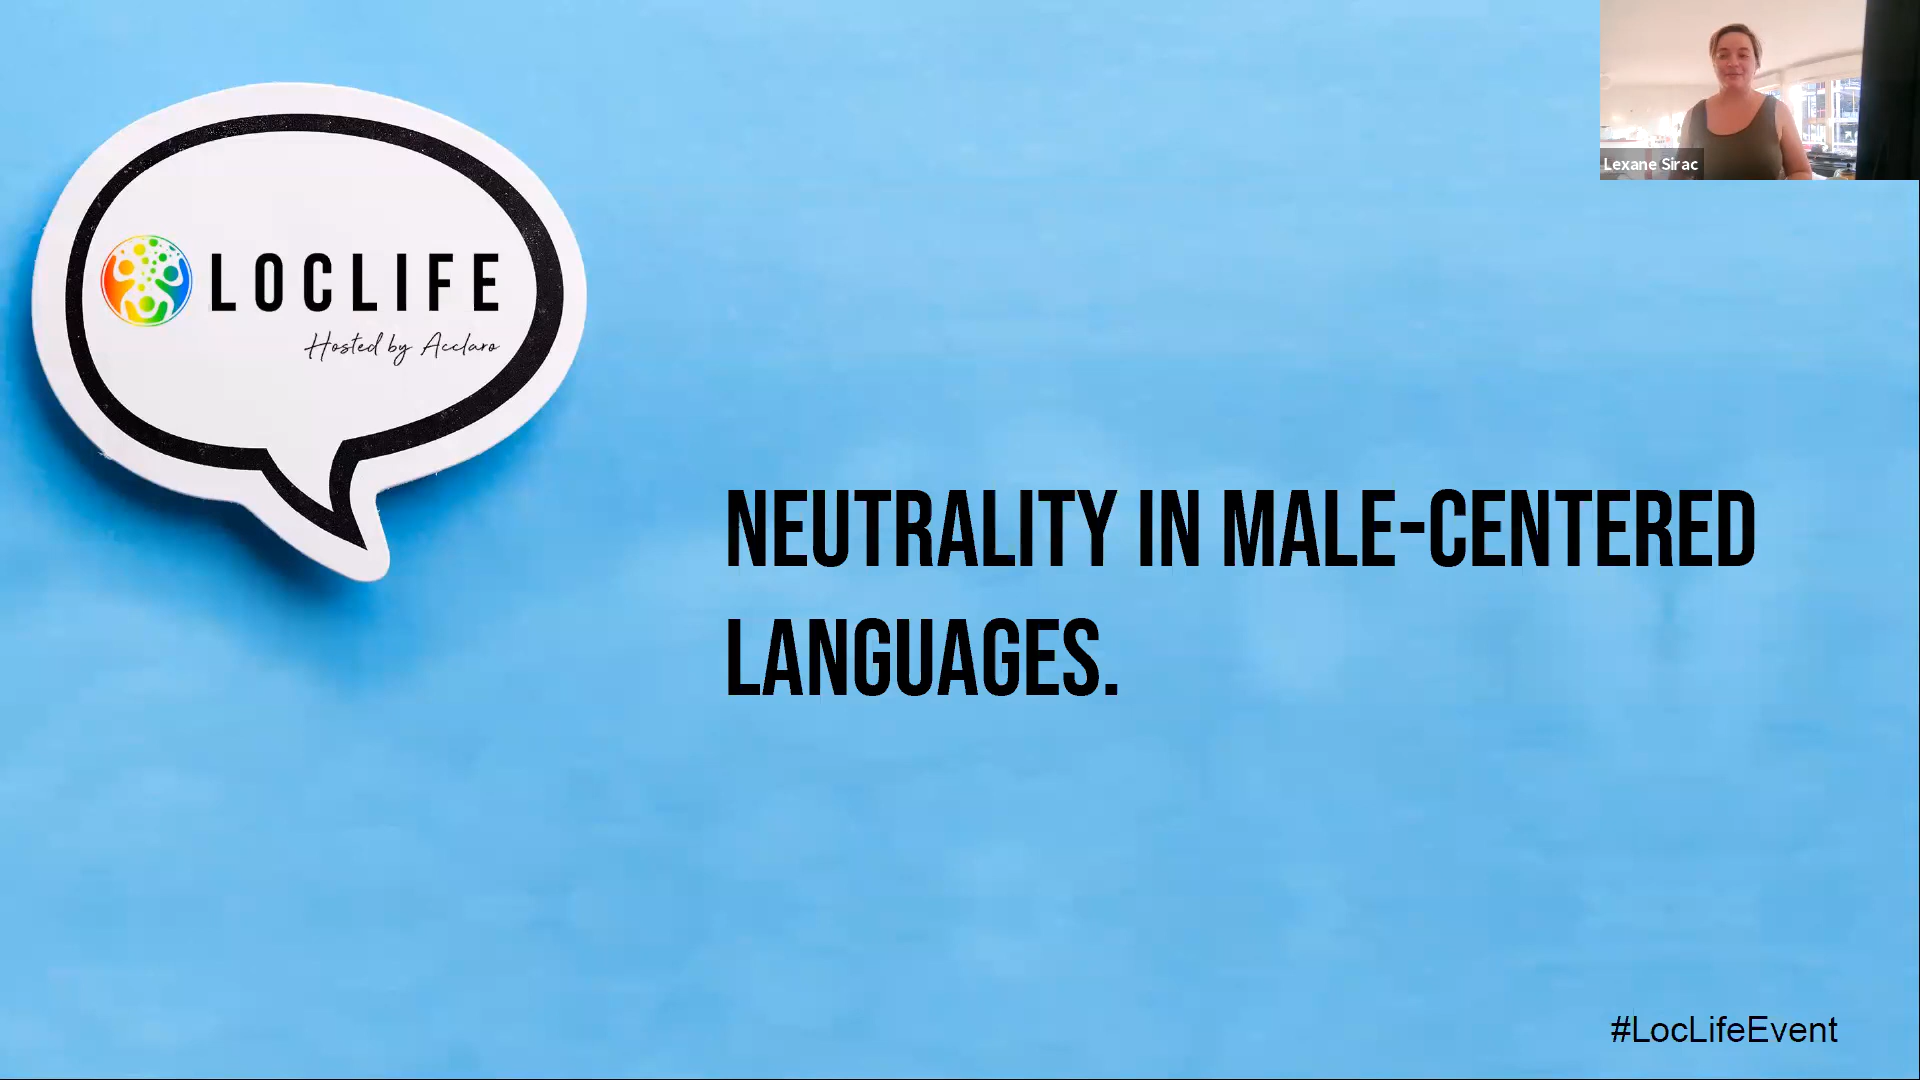 Lexane Sirac
LOCLIFE
Hosted by Acclaro
NEUTRALITY IN MALE-CENTERED
LANGUAGES.
#LocLifeEvent